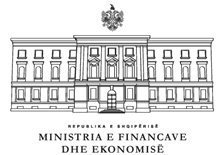 REPUBLIKA E SHQIPËRISË
MINISTRIA E FINANCAVE
DHE EKONOMISË